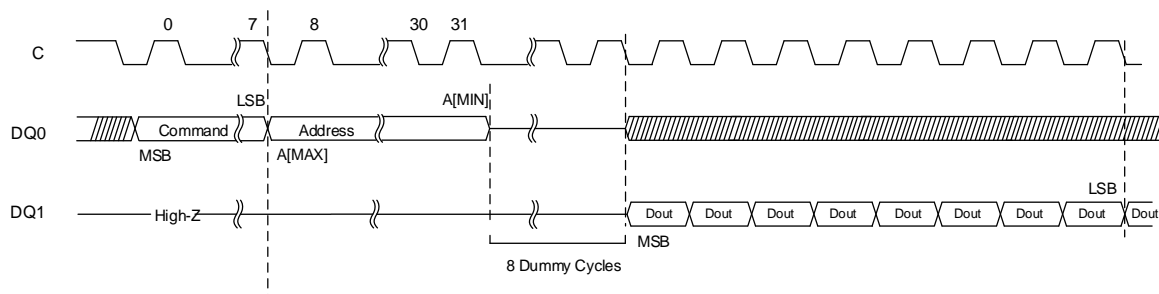 0 7 8 30 31
C
LSB A[MIN]
DQ0 Command Address
MSB A[MAX]
LSB
DQ1 High-Z Dout Dout Dout Dout Dout Dout Dout Dout Dout
MSB
8 Dummy Cycles